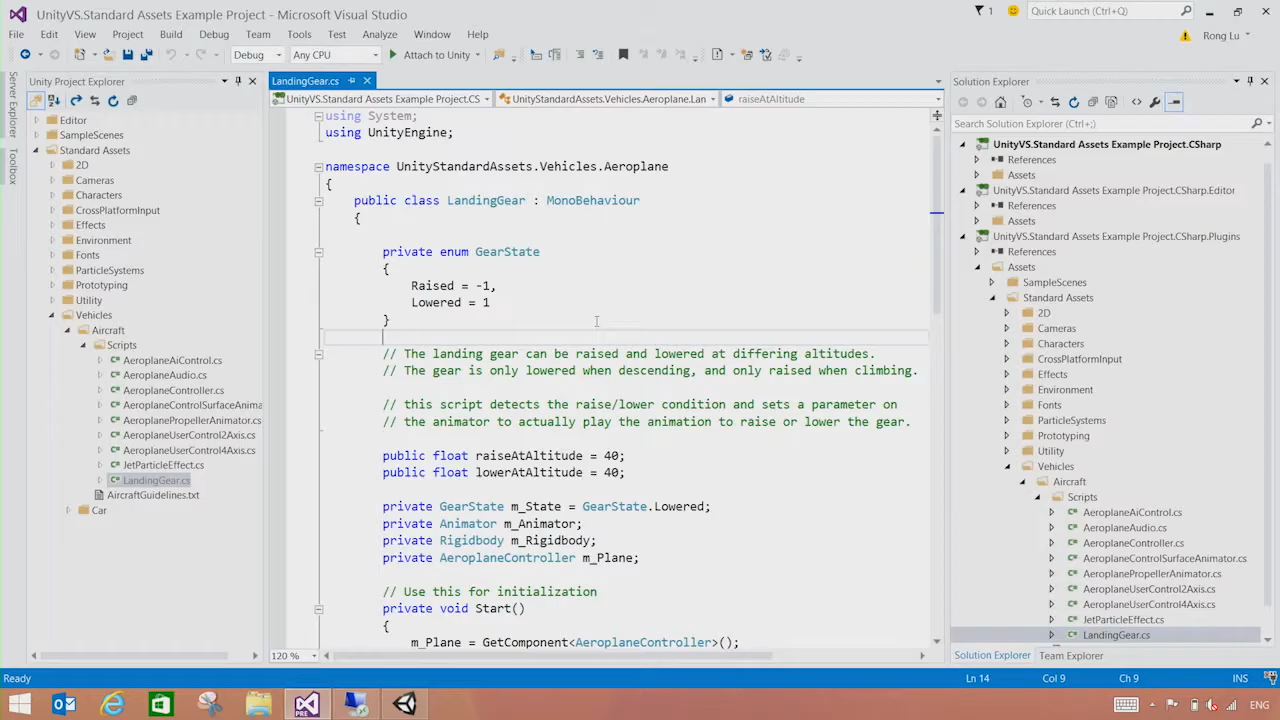 UnityVS.Standard Assets Example Project - Microsoft Visual Studio
1
Quick Launch (Ctrl+Q)
File Edit View Project Build Debug Team Tools Test Analyze Window Help
Rong Lu
Debug Any CPU Attach to Unity
Server Explorer
Toolbox
Unity Project Explorer
Editor
SampleScenes
Standard Assets
2D
Cameras
Characters
CrossPlatformInput
Effects
Environment
Fonts
ParticleSystems
Prototyping
Utility
Vehicles
Aircraft
Scripts
AeroplaneAiControl.cs
AeroplaneAudio.cs
AeroplaneController.cs
AeroplaneControlSurfaceAnima
AeroplanePropellerAnimator.cs
AeroplaneUserControl2Axis.cs
AeroplaneUserControl4Axis.cs
JetParticleEffect.cs
LandingGear.cs
AircraftGuidelines.txt
Car
LandingGear.cs
UnityVS.Standard Assets Example Project.CS UnityStandardAssets.Vehicles.Aeroplane.Lan raiseAtAltitude
using System;
using UnityEngine;
namespace UnityStandardAssets.Vehicles.Aeroplane
{
public class LandingGear : MonoBehaviour
{
private enum GearState
{
Raised = -1,
Lowered = 1
}
// The landing gear can be raised and lowered at differing altitudes.
// The gear is only lowered when descending, and only raised when climbing.
// this script detects the raise/lower condition and sets a parameter on
// the animator to actually play the animation to raise or lower the gear.
public float raiseAtAltitude = 40;
public float lowerAtAltitude = 40;
private GearState m_State = GearState.Lowered;
private Animator m_Animator;
private Rigidbody m_Rigidbody;
private AeroplaneController m_Plane;
// Use this for initialization
private void Start()
{
m_Plane = GetComponent<AeroplaneController>();
120 %
Solution Explorer
Search Solution Explorer (Ctrl+;)
UnityVS.Standard Assets Example Project.CSharp
References
Assets
UnityVS.Standard Assets Example Project.CSharp.Editor
References
Assets
UnityVS.Standard Assets Example Project.CSharp.Plugins
References
Assets
SampleScenes
Standard Assets
2D
Cameras
Characters
CrossPlatformInput
Effects
Environment
Fonts
ParticleSystems
Prototyping
Utility
Vehicles
Aircraft
Scripts
AeroplaneAiControl.cs
AeroplaneAudio.cs
AeroplaneController.cs
AeroplaneControlSurfaceAnimator.cs
AeroplanePropellerAnimator.cs
AeroplaneUserControl2Axis.cs
AeroplaneUserControl4Axis.cs
JetParticleEffect.cs
LandingGear.cs
Solution Explorer Team Explorer
Ready Ln 14 Col 9 Ch 9 INS
PRE
ENG